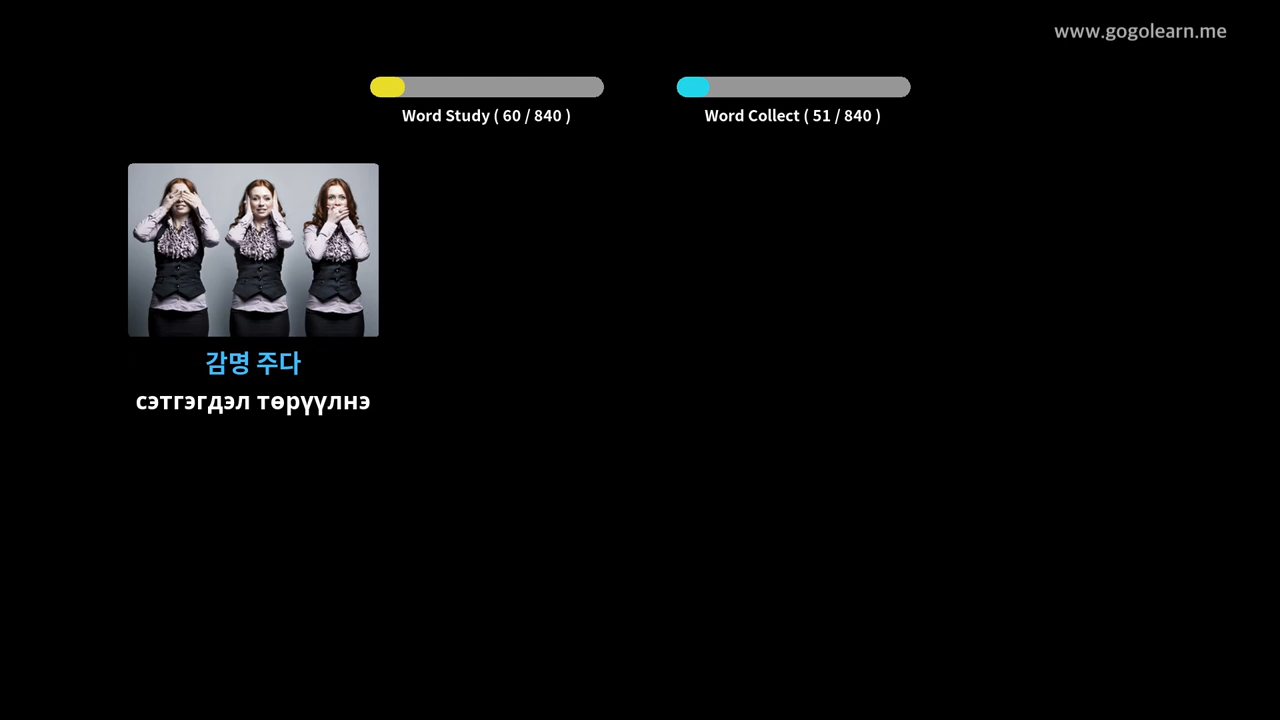 www.gogolearn.me
Word Study ( 60 / 840 )
Word Collect ( 51 / 840 )
감명 주다
сэтгэгдэл төрүүлнэ